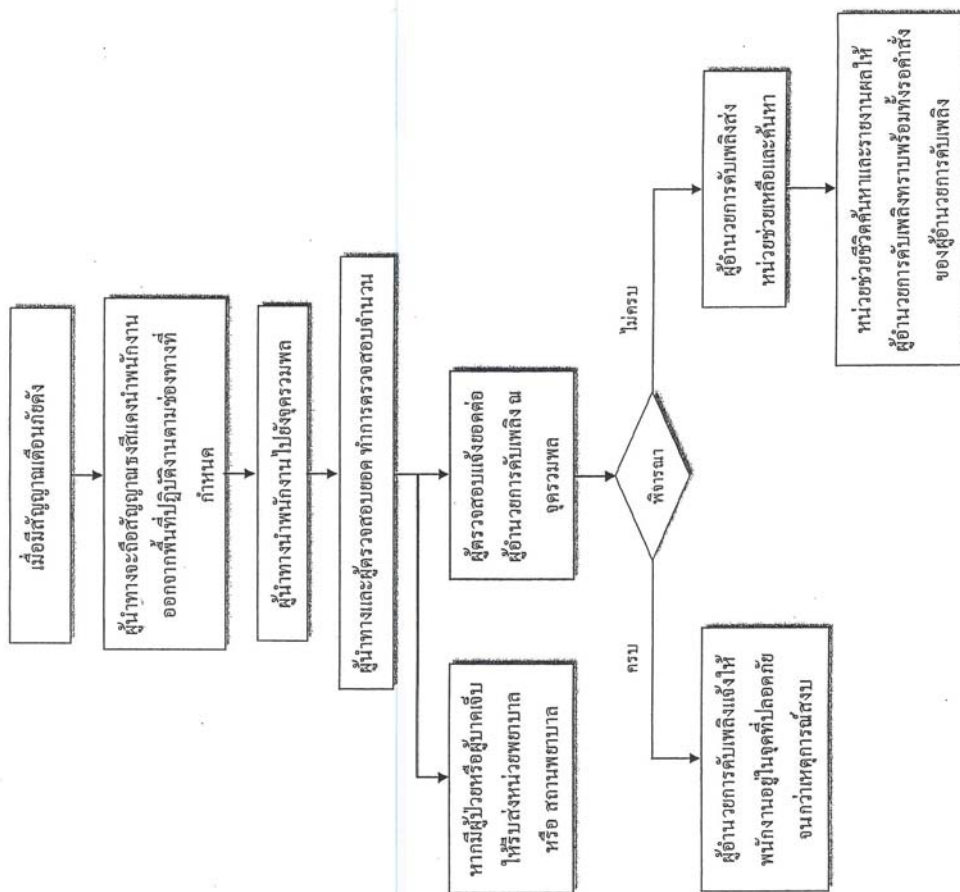 เมื่อมีสัญญาณเตือนภัยดัง
ผู้นำทางจะถือสัญญาณธงสีแดงนำพนักงาน
ออกจากพื้นที่ปฏิบัติงานตามช่องทางที่
กำหนด
ผู้นำทางนำพนักงานไปยังจุดรวมพล
ผู้นำทางและผู้ตรวจสอบยอด ทำการตรวจสอบจำนวน
หากมีผู้ป่วยหรือผู้บาดเจ็บ
ให้รีบส่งหน่วยพยาบาล
หรือ สถานพยาบาล
ผู้ตรวจสอบแจ้งยอดต่อ
ผู้อำนวยการดับเพลิง ณ
จุดรวมพล
พิจารณา
ครบ
ไม่ครบ
ผู้อำนวยการดับเพลิงแจ้งให้
พนักงานอยู่ในจุดที่ปลอดภัย
จนกว่าเหตุการณ์สงบ
ผู้อำนวยการดับเพลิงส่ง
หน่วยช่วยเหลือและค้นหา
หน่วยช่วยชีวิตค้นหาและรายงานผลให้
ผู้อำนวยการดับเพลิงทราบพร้อมทั้งรอคำสั่ง
ของผู้อำนวยการดับเพลิง